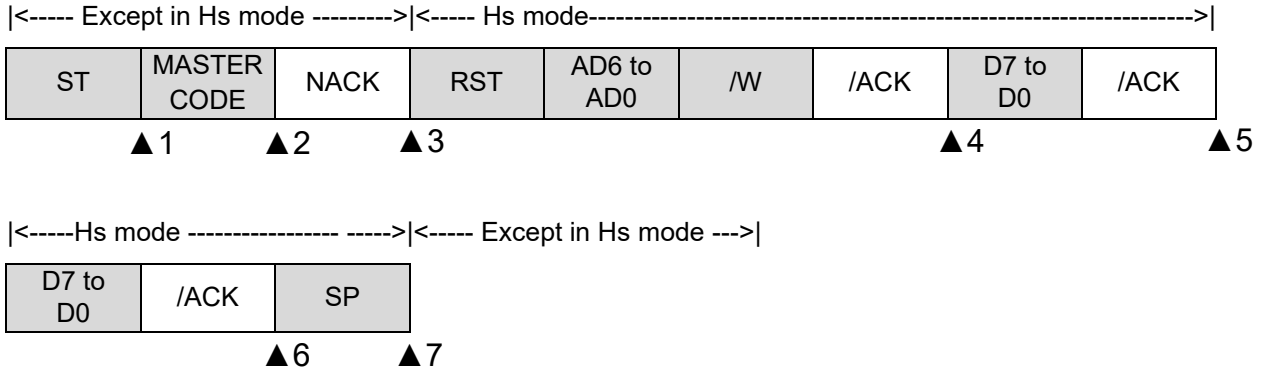 |<----- Except in Hs mode --------->|<----- Hs mode------------------------------------------------------------------------------------->|
ST MASTER CODE NACK RST AD6 to AD0 /W /ACK D7 to D0 /ACK
▲1 ▲2 ▲3 ▲4 ▲5
|<-----Hs mode ----------------- ----->|<----- Except in Hs mode --->|
D7 to D0 /ACK SP
▲6 ▲7